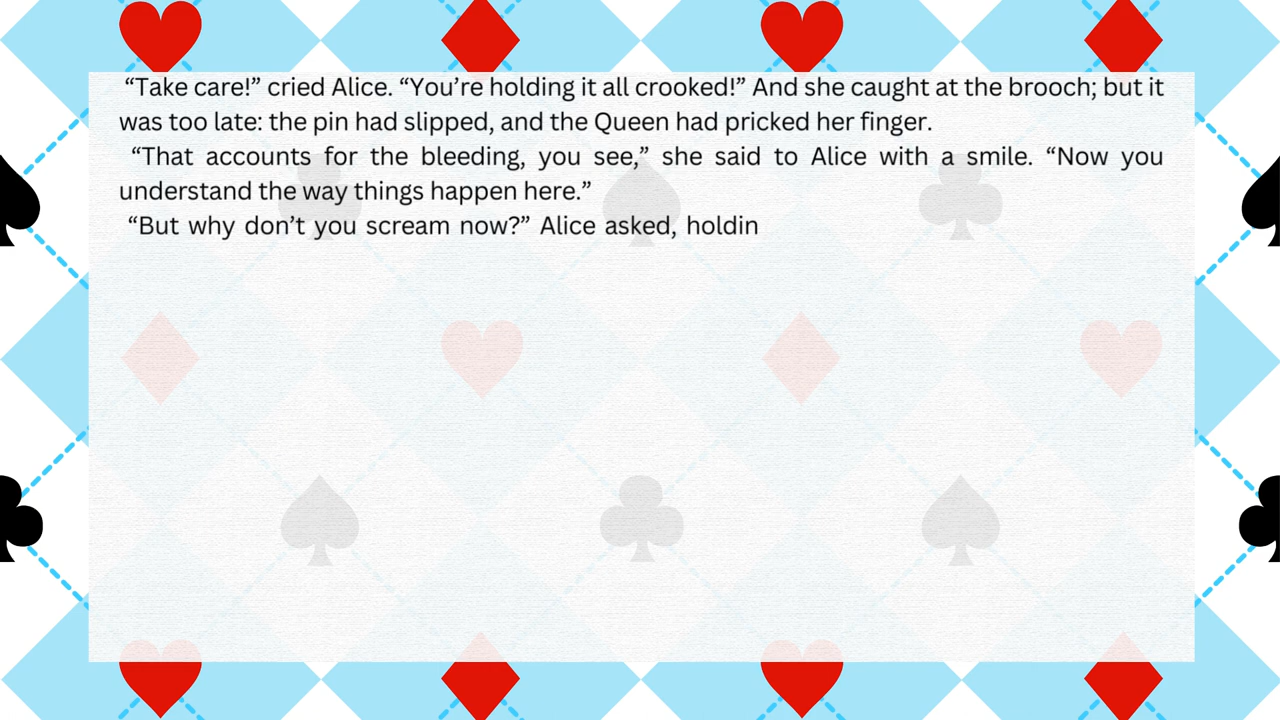 “Take care!” cried Alice. “You’re holding it all crooked!” And she caught at the brooch; but it
was too late: the pin had slipped, and the Queen had pricked her finger.
“That accounts for the bleeding, you see,” she said to Alice with a smile. “Now you
understand the way things happen here.”
“But why don’t you scream now?” Alice asked, holdin